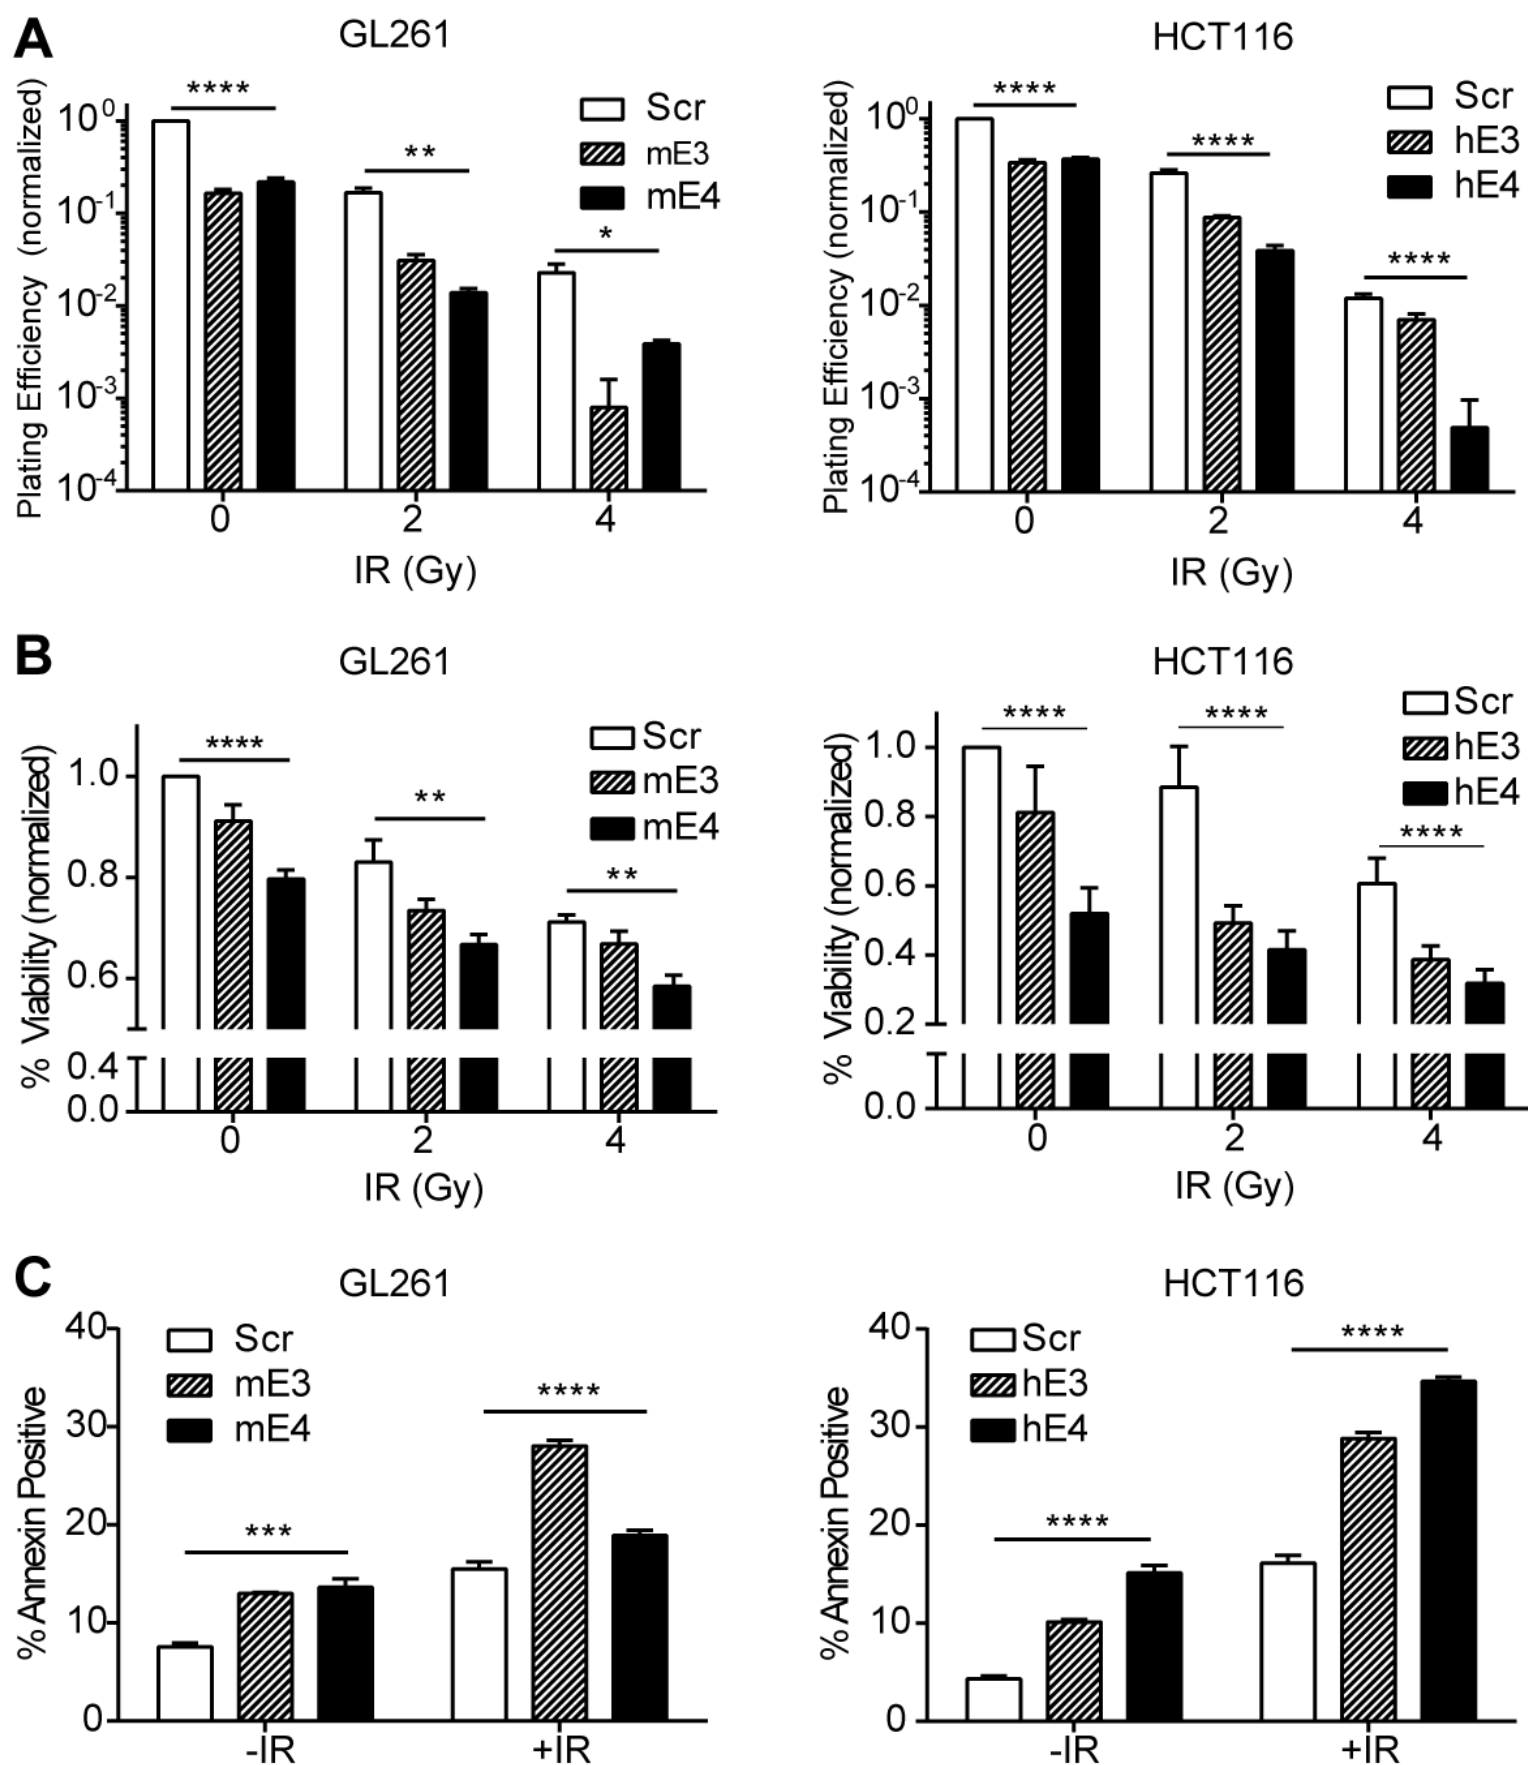 A
GL261
Plating Efficiency (normalized)
10^0
10^-1
10^-2
10^-3
10^-4
****
**
*
Scr
mE3
mE4
0 2 4
IR (Gy)
HCT116
Plating Efficiency (normalized)
10^0
10^-1
10^-2
10^-3
10^-4
****
****
****
Scr
hE3
hE4
0 2 4
IR (Gy)
B
GL261
% Viability (normalized)
1.0
0.8
0.6
0.4
0.0
****
**
**
Scr
mE3
mE4
0 2 4
IR (Gy)
HCT116
% Viability (normalized)
1.0
0.8
0.6
0.4
0.2
0.0
****
****
****
Scr
hE3
hE4
0 2 4
IR (Gy)
C
GL261
% Annexin Positive
40
30
20
10
0
Scr
mE3
mE4
***
****
-IR +IR
HCT116
% Annexin Positive
40
30
20
10
0
Scr
hE3
hE4
****
****
-IR +IR